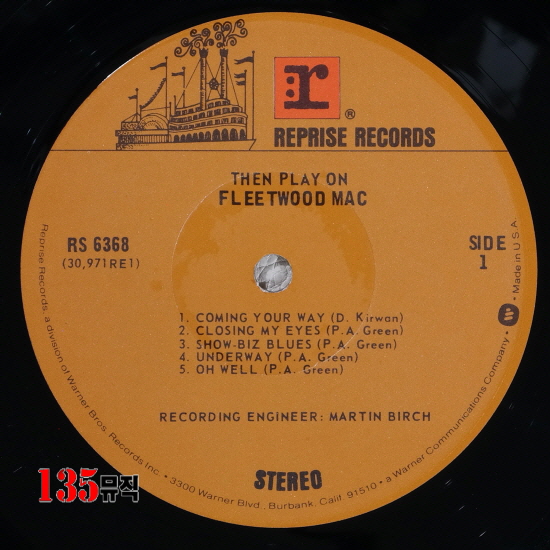 r
®
REPRISE RECORDS
THEN PLAY ON
FLEETWOOD MAC
RS 6368
(30,971RE1)
SIDE
1
1. COMING YOUR WAY (D. Kirwan)
2. CLOSING MY EYES (P.A. Green)
3. SHOW-BIZ BLUES (P.A. Green)
4. UNDERWAY (P.A. Green)
5. OH WELL (P.A. Green)
RECORDING ENGINEER: MARTIN BIRCH
STEREO
Reprise Records, a division of Warner Bros. Records Inc. • 3300 Warner Blvd., Burbank, Calif. 91510 • a Warner Communications Company • W • Made in U.S.A.
135뮤직